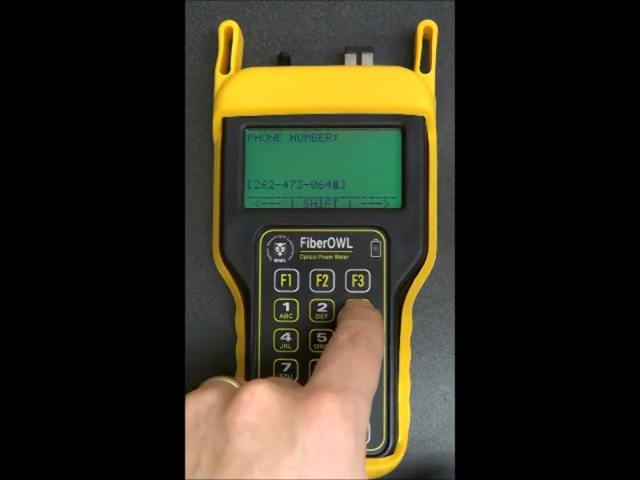 PHONE NUMBER:
[262-473-064█]
<--- | SHIFT | --->
OWL
FiberOWL
Optical Power Meter
F1 F2 F3
1 2
ABC DEF
4 5
JKL
7